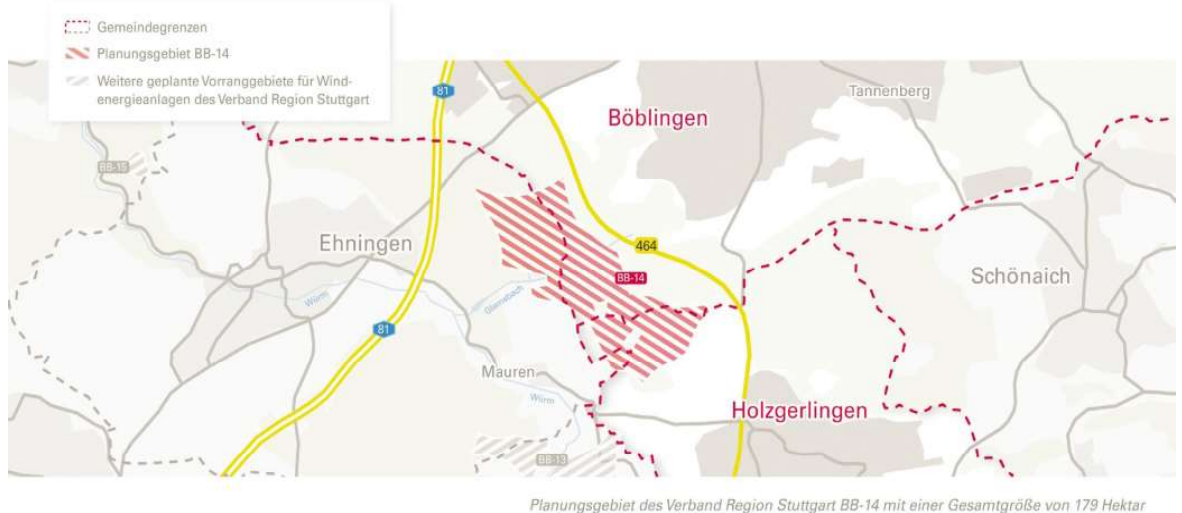 Gemeindegrenzen
Planungsgebiet BB-14
Weitere geplante Vorranggebiete für Wind-
energieanlagen des Verband Region Stuttgart
81
Böblingen
Tannenberg
BB-15
Ehningen
464
BB-14
Schönaich
Würm
81
Mauren
Würm
Holzgerlingen
BB-13
Planungsgebiet des Verband Region Stuttgart BB-14 mit einer Gesamtgröße von 179 Hektar